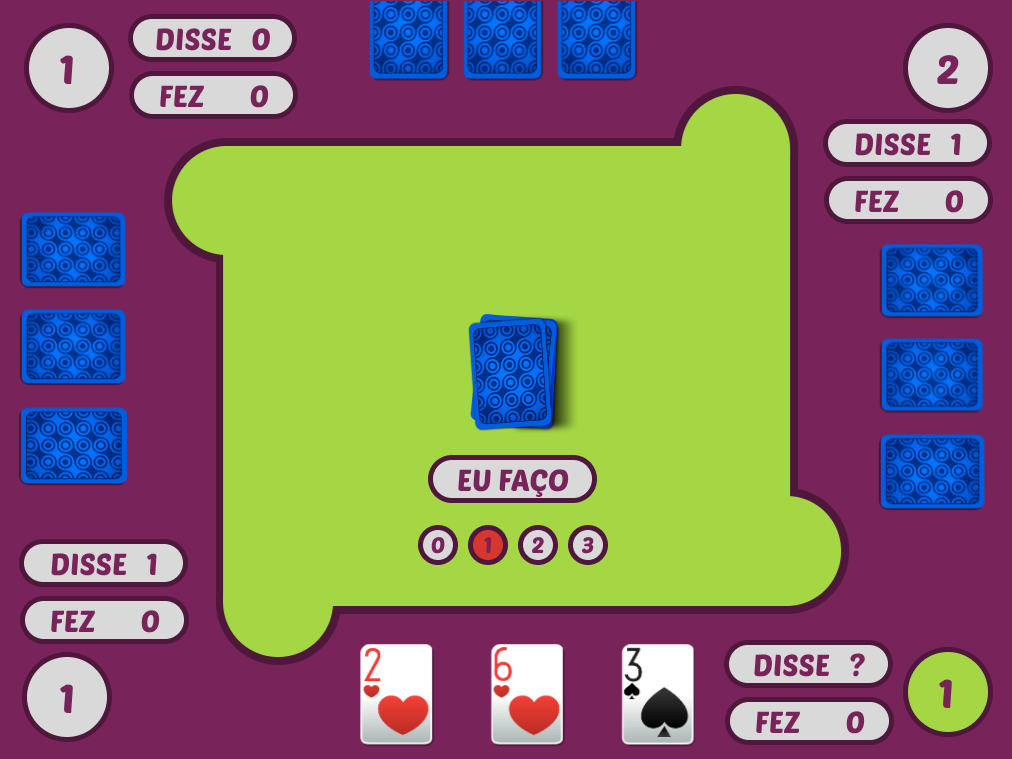 1
DISSE 0
FEZ 0
2
DISSE 1
FEZ 0
EU FAÇO
0 1 2 3
DISSE 1
FEZ 0
1
2 6 3
DISSE ?
FEZ 0
1